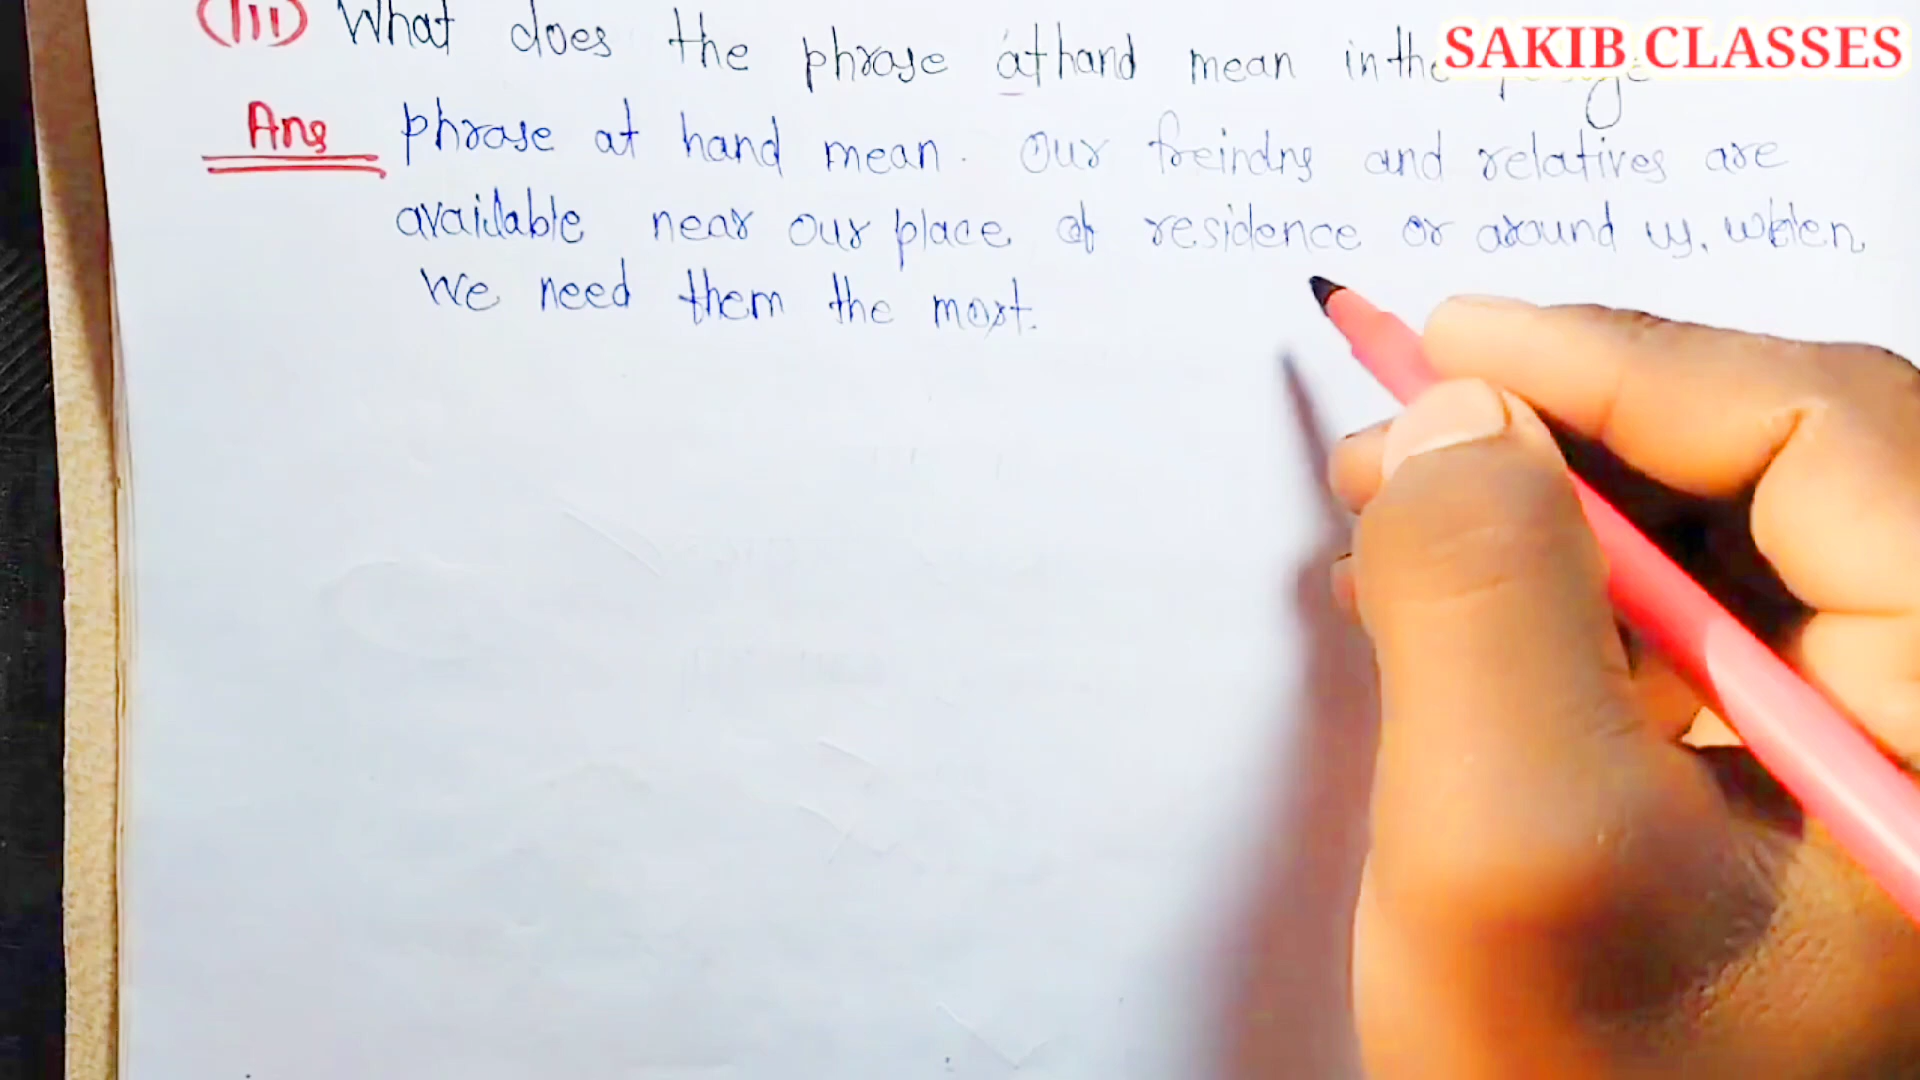 (iii) What does the phrase at hand mean in the
SAKIB CLASSES
Ans phrase at hand mean. Our freindns and relatives are
available near our place of residence or around us. when
We need them the most.